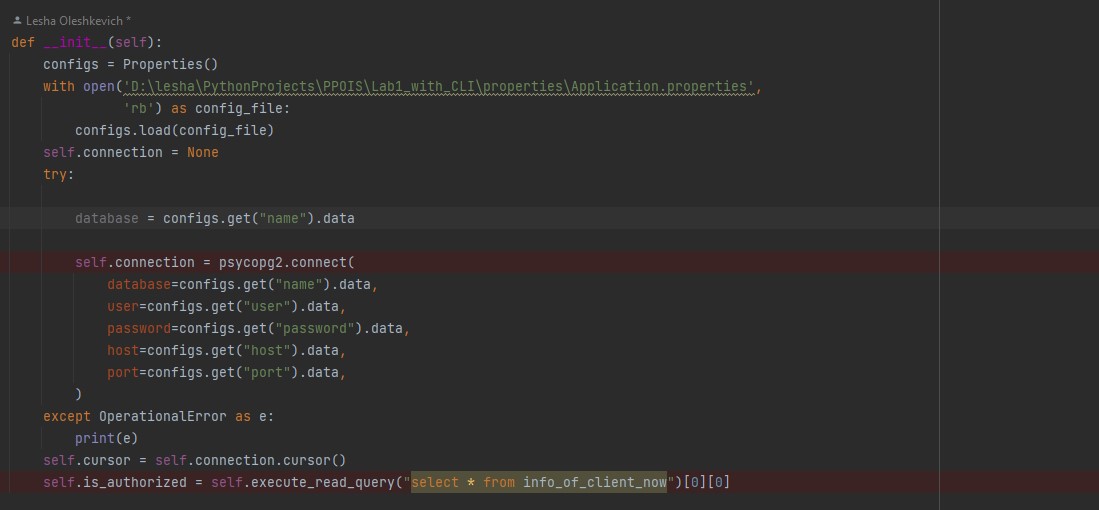 Lesha Oleshkevich *
def __init__(self):
    configs = Properties()
    with open('D:\lesha\PythonProjects\PPOIS\Lab1_with_CLI\properties\Application.properties',
              'rb') as config_file:
        configs.load(config_file)
    self.connection = None
    try:
        database = configs.get("name").data
        self.connection = psycopg2.connect(
            database=configs.get("name").data,
            user=configs.get("user").data,
            password=configs.get("password").data,
            host=configs.get("host").data,
            port=configs.get("port").data,
        )
    except OperationalError as e:
        print(e)
    self.cursor = self.connection.cursor()
    self.is_authorized = self.execute_read_query("select * from info_of_client_now")[0][0]